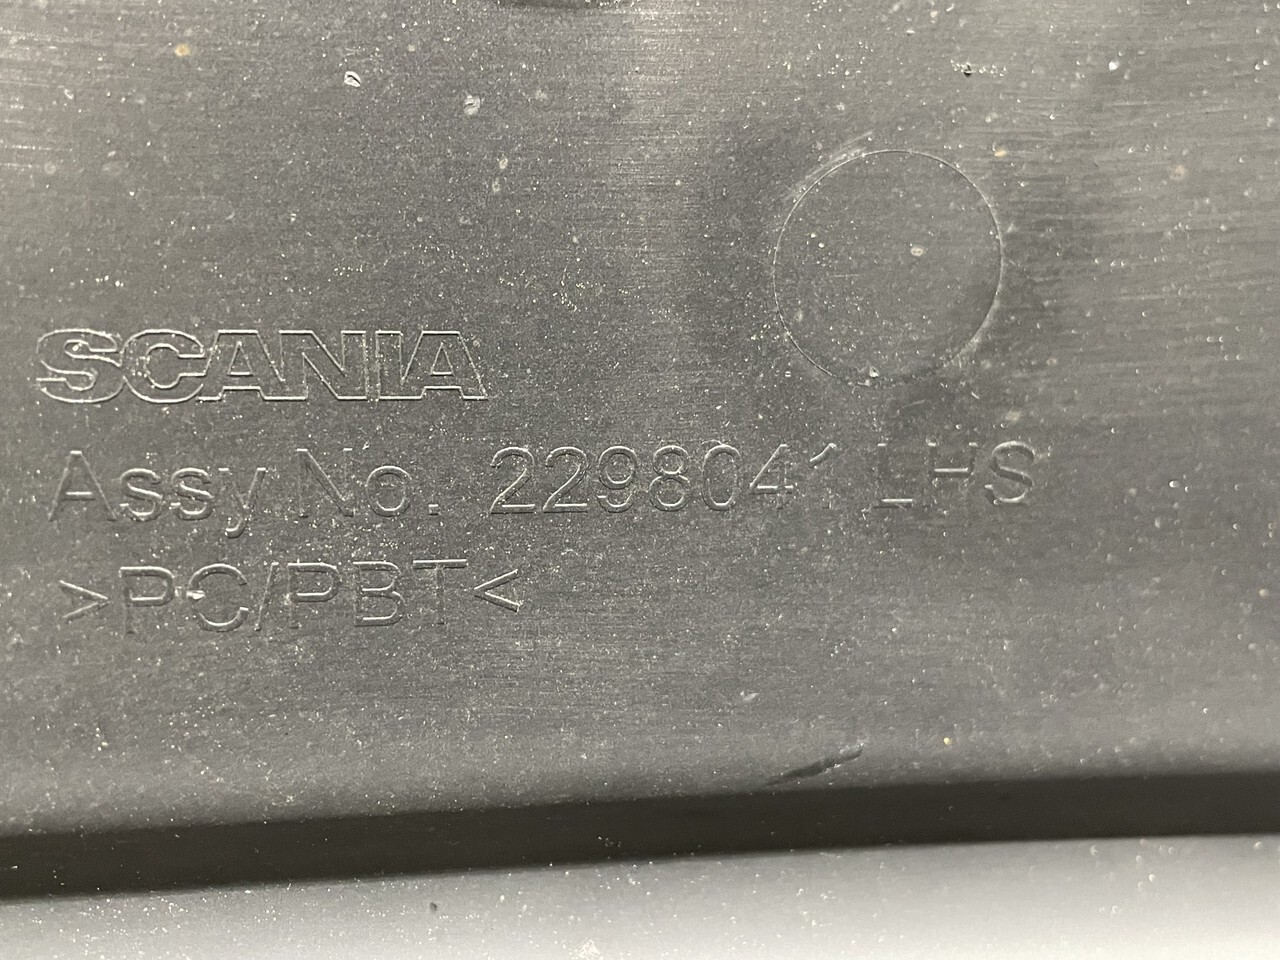 SCANIA
Assy No. 2298041 LHS
>PC/PBT<